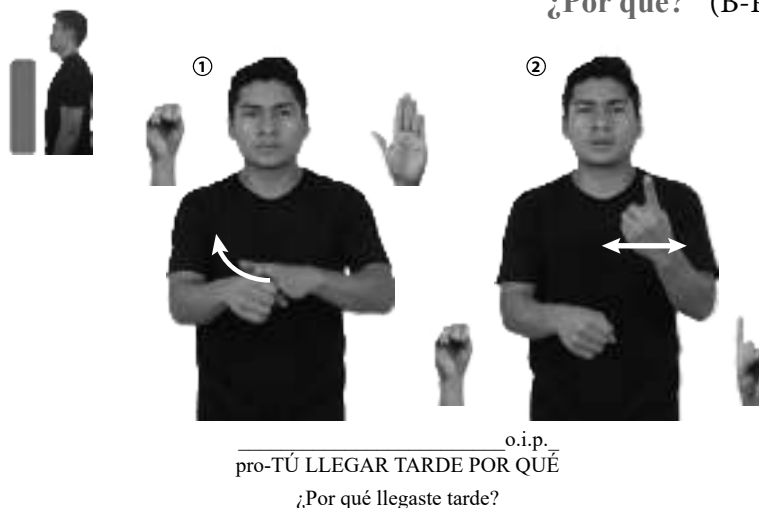 ¿Por qué? (B-B
①
②
o.i.p.
pro-TÚ LLEGAR TARDE POR QUÉ
¿Por qué llegaste tarde?